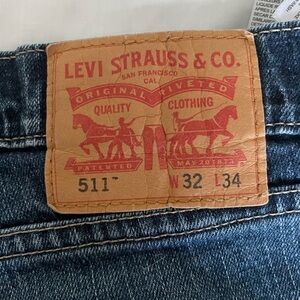 LEVI STRAUSS & CO.
SAN FRANCISCO
CAL.
ORIGINAL RIVETED
QUALITY CLOTHING
PATENTED MAY 20 1873
511™ W 32 L 34